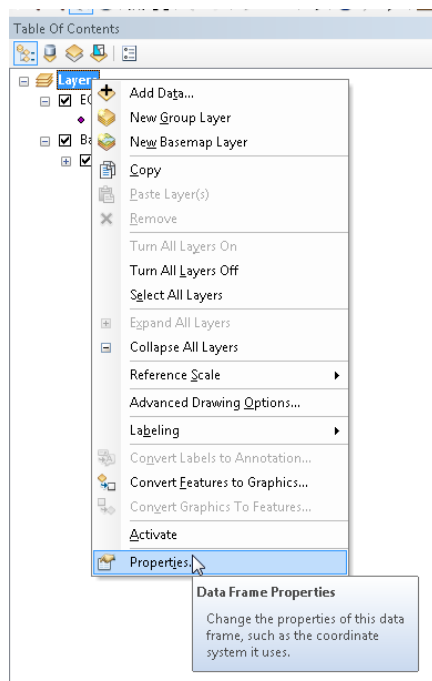 Table Of Contents
Layers
Add Data...
New Group Layer
New Basemap Layer
Copy
Paste Layer(s)
Remove
Turn All Layers On
Turn All Layers Off
Select All Layers
Expand All Layers
Collapse All Layers
Reference Scale
Advanced Drawing Options...
Labeling
Convert Labels to Annotation...
Convert Features to Graphics...
Convert Graphics To Features...
Activate
Properties...
Data Frame Properties
Change the properties of this data
frame, such as the coordinate
system it uses.